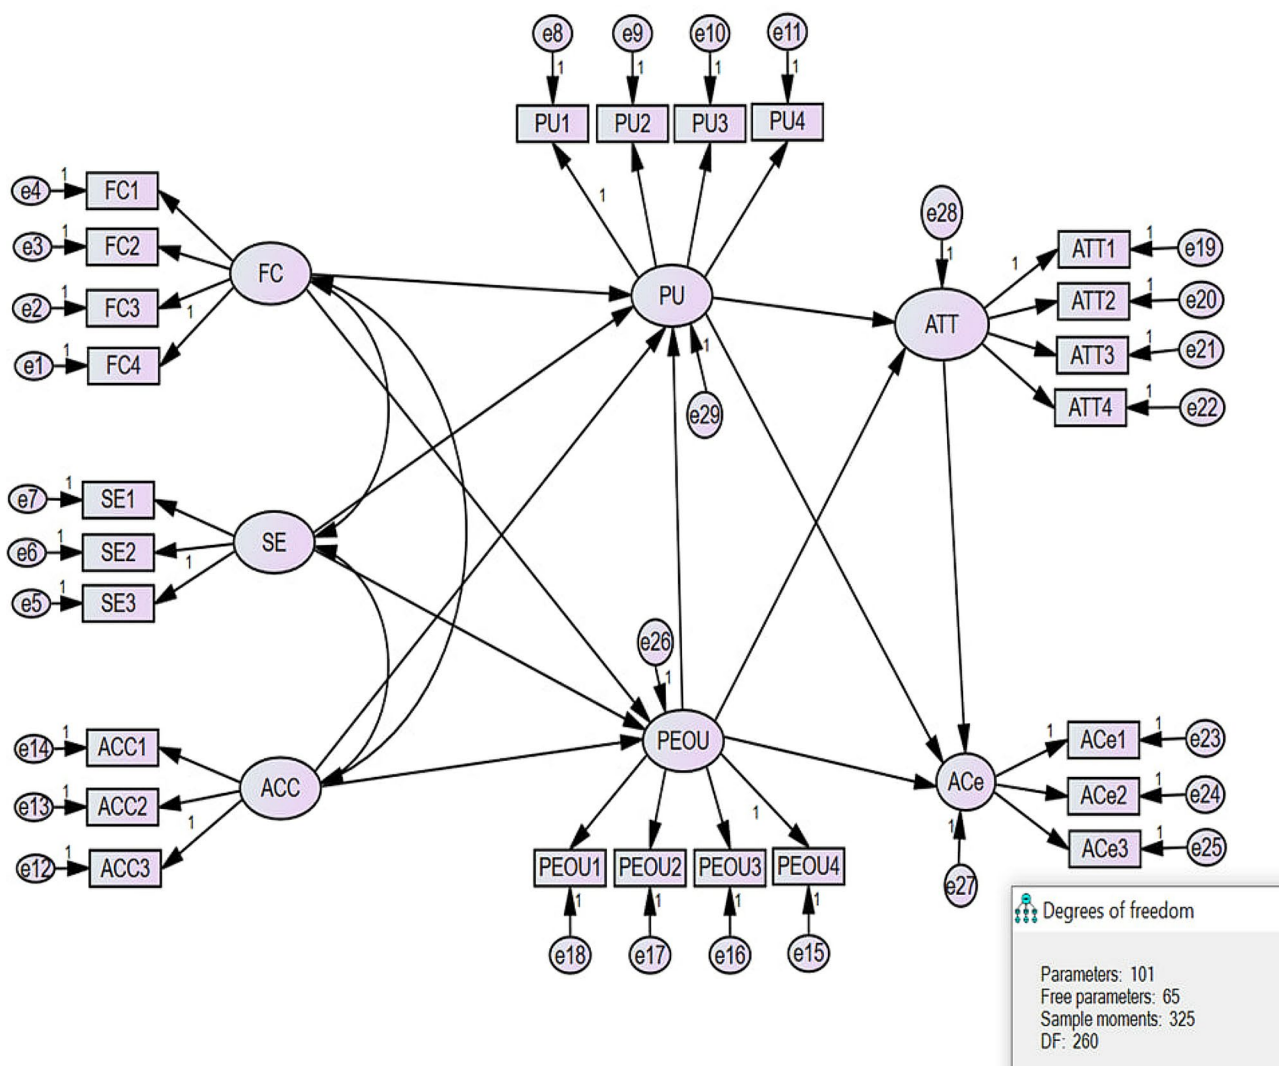 e8 e9 e10 e11
1 1 1 1
PU1 PU2 PU3 PU4
1
e4 1 FC1
e3 1 FC2
e2 1 FC3
1
e1 1 FC4
FC
PU
1
e29
e28
1
ATT
1
ATT1 1 e19
ATT2 1 e20
ATT3 1 e21
ATT4 1 e22
e7 1 SE1
e6 1 SE2
1
e5 1 SE3
SE
e26
1
PEOU
e14 1 ACC1
e13 1 ACC2
1
e12 1 ACC3
ACC
1
PEOU1 PEOU2 PEOU3 PEOU4
1 1 1 1
e18 e17 e16 e15
ACe
1
e27
1
ACe1 1 e23
ACe2 1 e24
ACe3 1 e25
Degrees of freedom
Parameters: 101
Free parameters: 65
Sample moments: 325
DF: 260